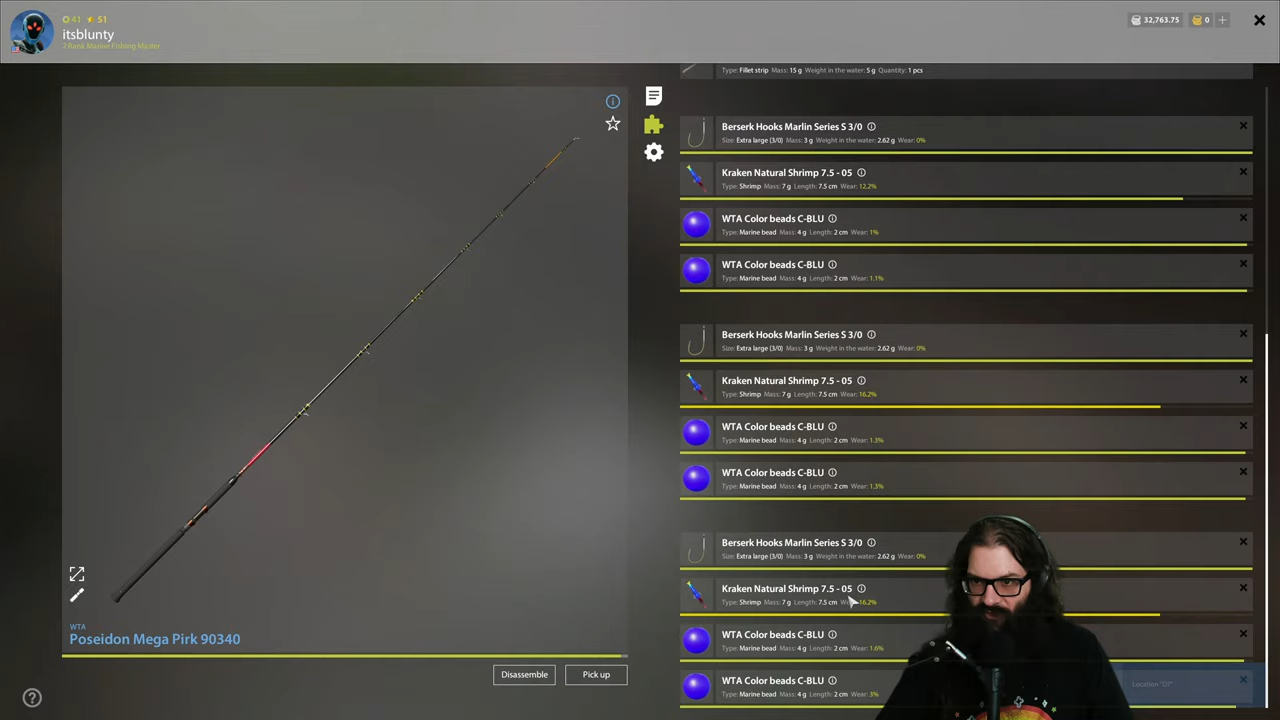 41 51
itsblunty
2 Rank Marine Fishing Master
32,763.75
0
Type: Fillet strip Mass: 15 g Weight in the water: 5 g Quantity: 1 pcs
Berserk Hooks Marlin Series S 3/0
Size: Extra large (3/0) Mass: 3 g Weight in the water: 2.62 g Wear: 0%
Kraken Natural Shrimp 7.5 - 05
Type: Shrimp Mass: 7 g Length: 7.5 cm Wear: 12.2%
WTA Color beads C-BLU
Type: Marine bead Mass: 4 g Length: 2 cm Wear: 1%
WTA Color beads C-BLU
Type: Marine bead Mass: 4 g Length: 2 cm Wear: 1.1%
Berserk Hooks Marlin Series S 3/0
Size: Extra large (3/0) Mass: 3 g Weight in the water: 2.62 g Wear: 0%
Kraken Natural Shrimp 7.5 - 05
Type: Shrimp Mass: 7 g Length: 7.5 cm Wear: 16.2%
WTA Color beads C-BLU
Type: Marine bead Mass: 4 g Length: 2 cm Wear: 1.3%
WTA Color beads C-BLU
Type: Marine bead Mass: 4 g Length: 2 cm Wear: 1.3%
Berserk Hooks Marlin Series S 3/0
Size: Extra large (3/0) Mass: 3 g Weight in the water: 2.62 g Wear: 0%
Kraken Natural Shrimp 7.5 - 05
Type: Shrimp Mass: 7 g Length: 7.5 cm 16.2%
WTA Color beads C-BLU
Type: Marine bead Mass: 4 g Length: 2 cm Wear: 1.6%
WTA Color beads C-BLU
Type: Marine bead Mass: 4 g Length: 2 cm Wear: 3%
WTA
Poseidon Mega Pirk 90340
Disassemble
Pick up